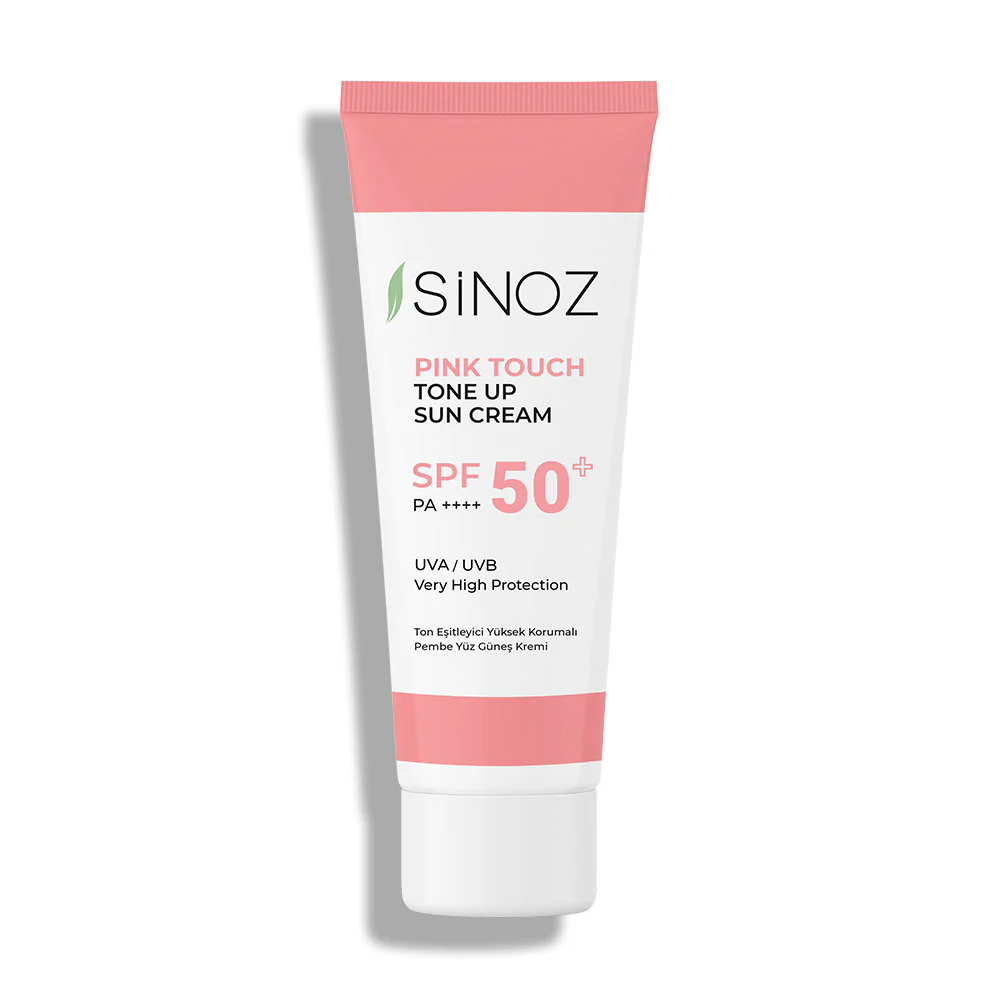 SiNOZ
PINK TOUCH
TONE UP
SUN CREAM
SPF 50+
PA ++++
UVA / UVB
Very High Protection
Ton Eşitleyici Yüksek Korumalı
Pembe Yüz Güneş Kremi